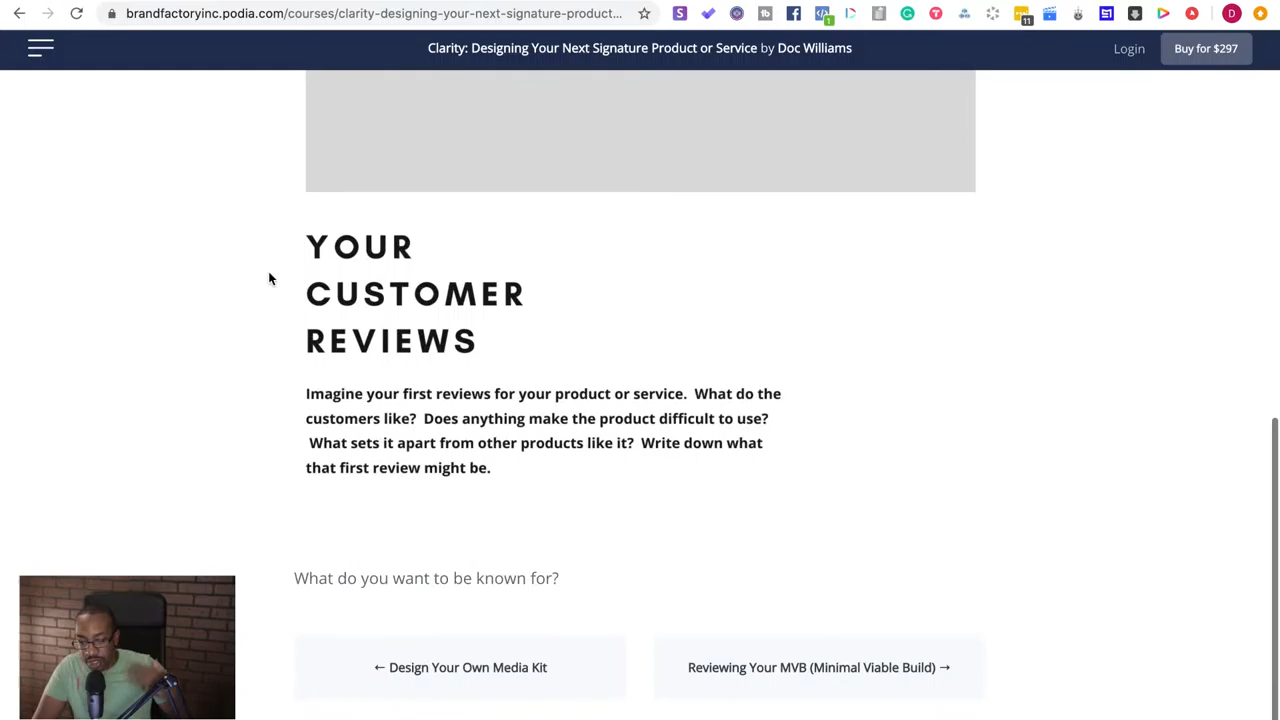 brandfactoryinc.podia.com/courses/clarity-designing-your-next-signature-product...
Clarity: Designing Your Next Signature Product or Service by Doc Williams
Login
Buy for $297
YOUR
CUSTOMER
REVIEWS
Imagine your first reviews for your product or service. What do the
customers like? Does anything make the product difficult to use?
What sets it apart from other products like it? Write down what
that first review might be.
What do you want to be known for?
← Design Your Own Media Kit
Reviewing Your MVB (Minimal Viable Build) →